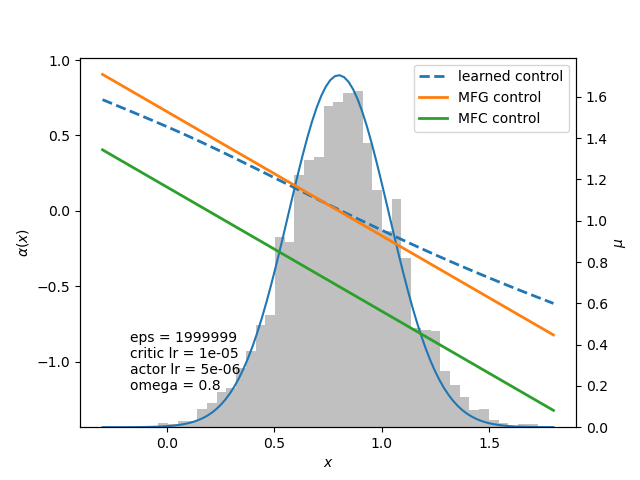 learned control
MFG control
MFC control
1.0
0.5
0.0
−0.5
−1.0
α(x)
1.6
1.4
1.2
1.0
0.8
0.6
0.4
0.2
0.0
μ
eps = 1999999
critic lr = 1e-05
actor lr = 5e-06
omega = 0.8
0.0 0.5 1.0 1.5
x